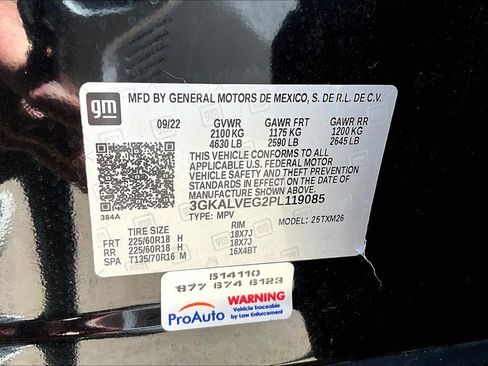 gm
MFD BY GENERAL MOTORS DE MEXICO, S. DE R.L. DE C.V.
09/22 GVWR GAWR FRT GAWR RR
2100 KG 1175 KG 1200 KG
4630 LB 2590 LB 2645 LB
THIS VEHICLE CONFORMS TO ALL
APPLICABLE U.S. FEDERAL MOTOR
VEHICLE SAFETY, BUMPER, AND THEFT
PREVENTION STANDARDS IN EFFECT ON
THE DATE OF MANUFACTURE SHOWN ABOVE.
3GKALVEG2PL119085
384A TYPE: MPV MODEL: 25TXM26
TIRE SIZE RIM
FRT 225/60R18 H 18X7J
RR 225/60R18 H 18X7J
SPA T135/70R16 M 16X4BT
514110
877 674 6123
ProAuto
WARNING
Vehicle Traceable
by Law Enforcement